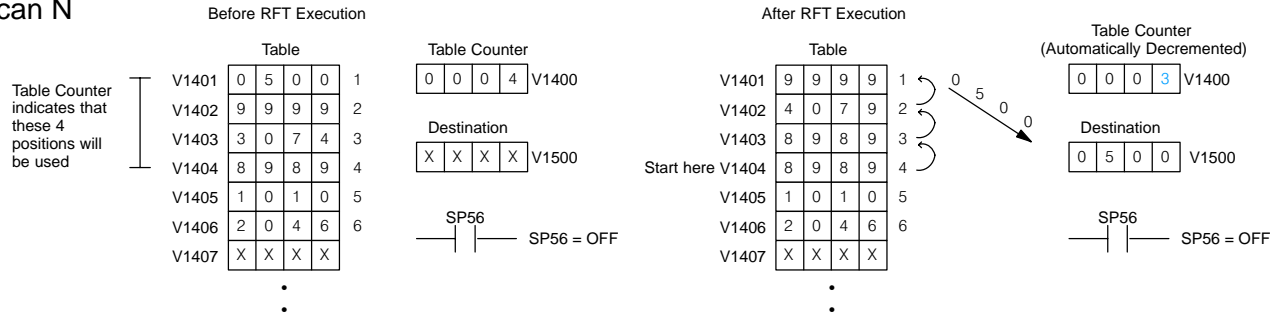 can N
Before RFT Execution
Table
Table Counter indicates that these 4 positions will be used
V1401 0 5 0 0 1
V1402 9 9 9 9 2
V1403 3 0 7 4 3
V1404 8 9 8 9 4
V1405 1 0 1 0 5
V1406 2 0 4 6 6
V1407 X X X X
Table Counter
0 0 0 4 V1400
Destination
X X X X V1500
SP56
SP56 = OFF
After RFT Execution
Table
V1401 9 9 9 9 1
V1402 4 0 7 9 2
V1403 8 9 8 9 3
Start here V1404 8 9 8 9 4
V1405 1 0 1 0 5
V1406 2 0 4 6 6
V1407 X X X X
0 5 0 0
Table Counter
(Automatically Decremented)
0 0 0 3 V1400
Destination
0 5 0 0 V1500
SP56
SP56 = OFF